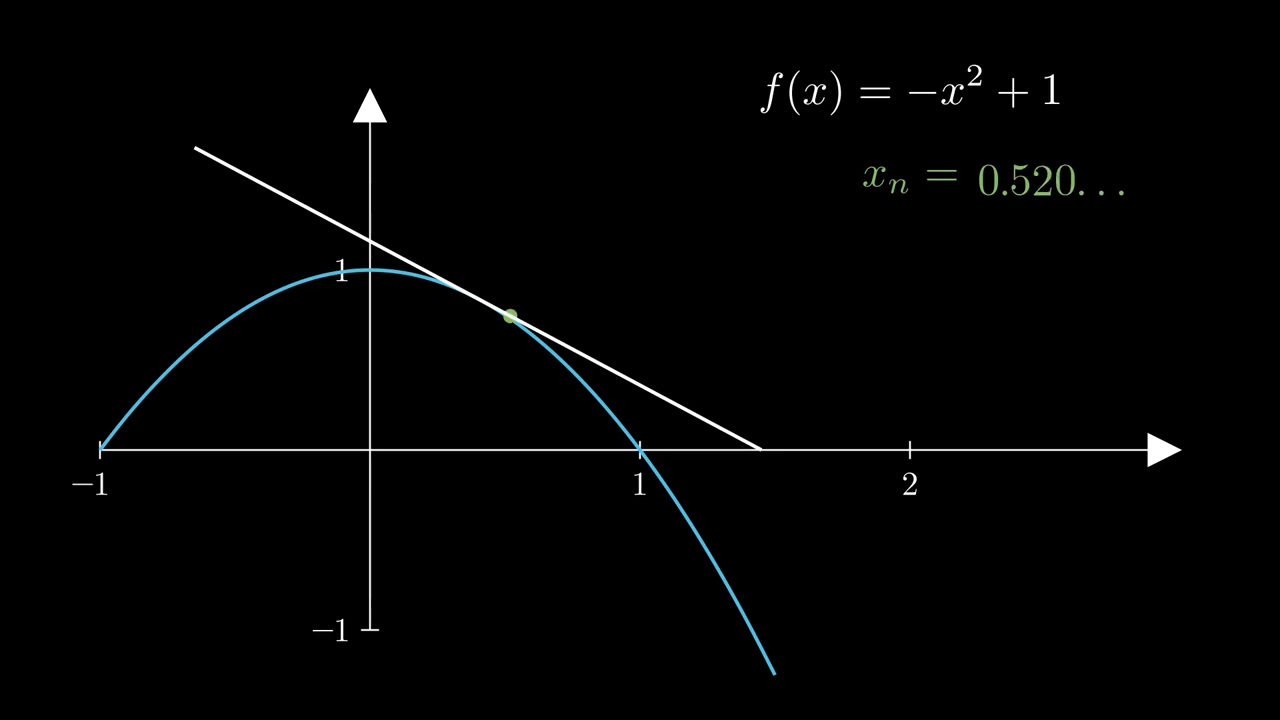 f(x) = −x² + 1
xₙ = 0.520...
1
−1 1 2
−1